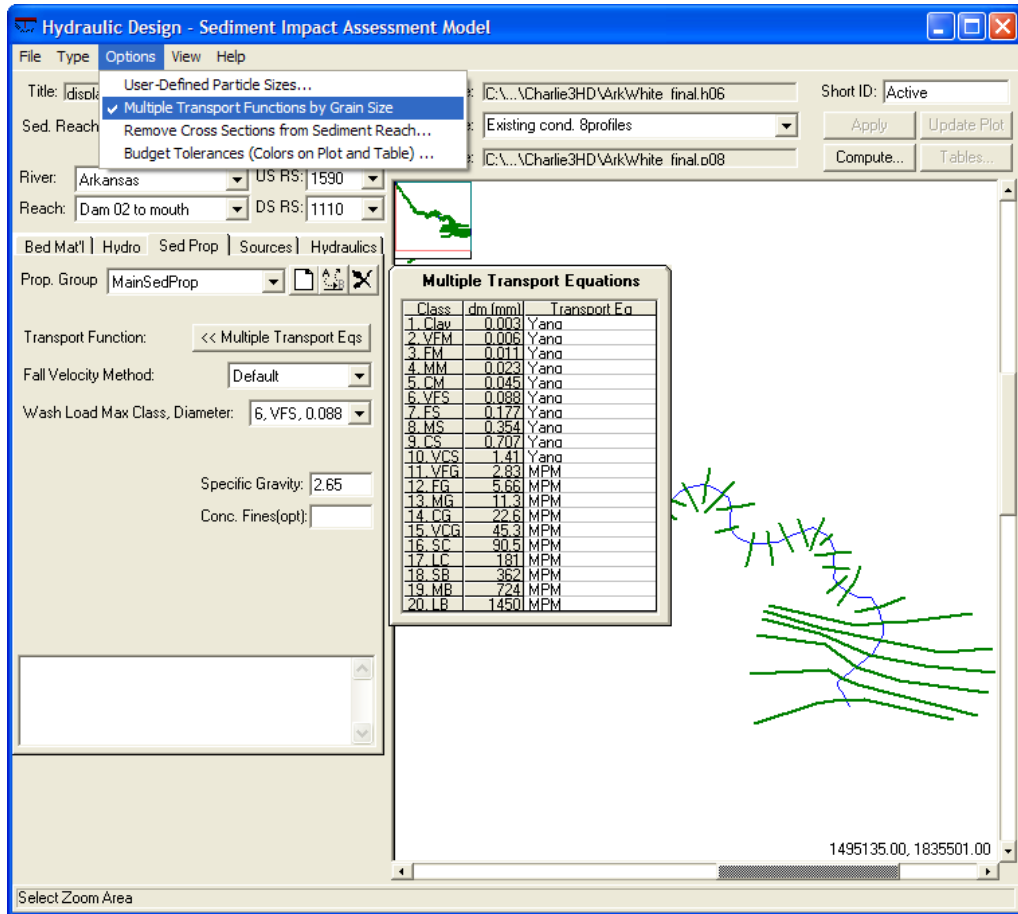 Hydraulic Design - Sediment Impact Assessment Model
File Type Options View Help
User-Defined Particle Sizes...
Multiple Transport Functions by Grain Size
Remove Cross Sections from Sediment Reach...
Budget Tolerances (Colors on Plot and Table) ...
Title:
C:\...\Charlie3HD\ArkWhite_final.h06
Short ID: Active
Sed. Reach
Existing cond. 8profiles
Apply Update Plot
C:\...\Charlie3HD\ArkWhite_final.p08
Compute... Tables...
River: Arkansas US RS: 1590
Reach: Dam 02 to mouth DS RS: 1110
Bed Mat'l Hydro Sed Prop Sources Hydraulics
Prop. Group MainSedProp
Transport Function: << Multiple Transport Eqs
Fall Velocity Method: Default
Wash Load Max Class, Diameter: 6, VFS, 0.088
Specific Gravity: 2.65
Conc. Fines(opt):
Multiple Transport Equations
Class dm (mm) Transport Eq
1. Clay 0.003 Yang
2. VFM 0.006 Yang
3. FM 0.011 Yang
4. MM 0.023 Yang
5. CM 0.045 Yang
6. VFS 0.088 Yang
7. FS 0.177 Yang
8. MS 0.354 Yang
9. CS 0.707 Yang
10. VCS 1.41 Yang
11. VFG 2.83 MPM
12. FG 5.66 MPM
13. MG 11.3 MPM
14. CG 22.6 MPM
15. VCG 45.3 MPM
16. SC 90.5 MPM
17. LC 181 MPM
18. SB 362 MPM
19. MB 724 MPM
20. LB 1450 MPM
1495135.00, 1835501.00
Select Zoom Area